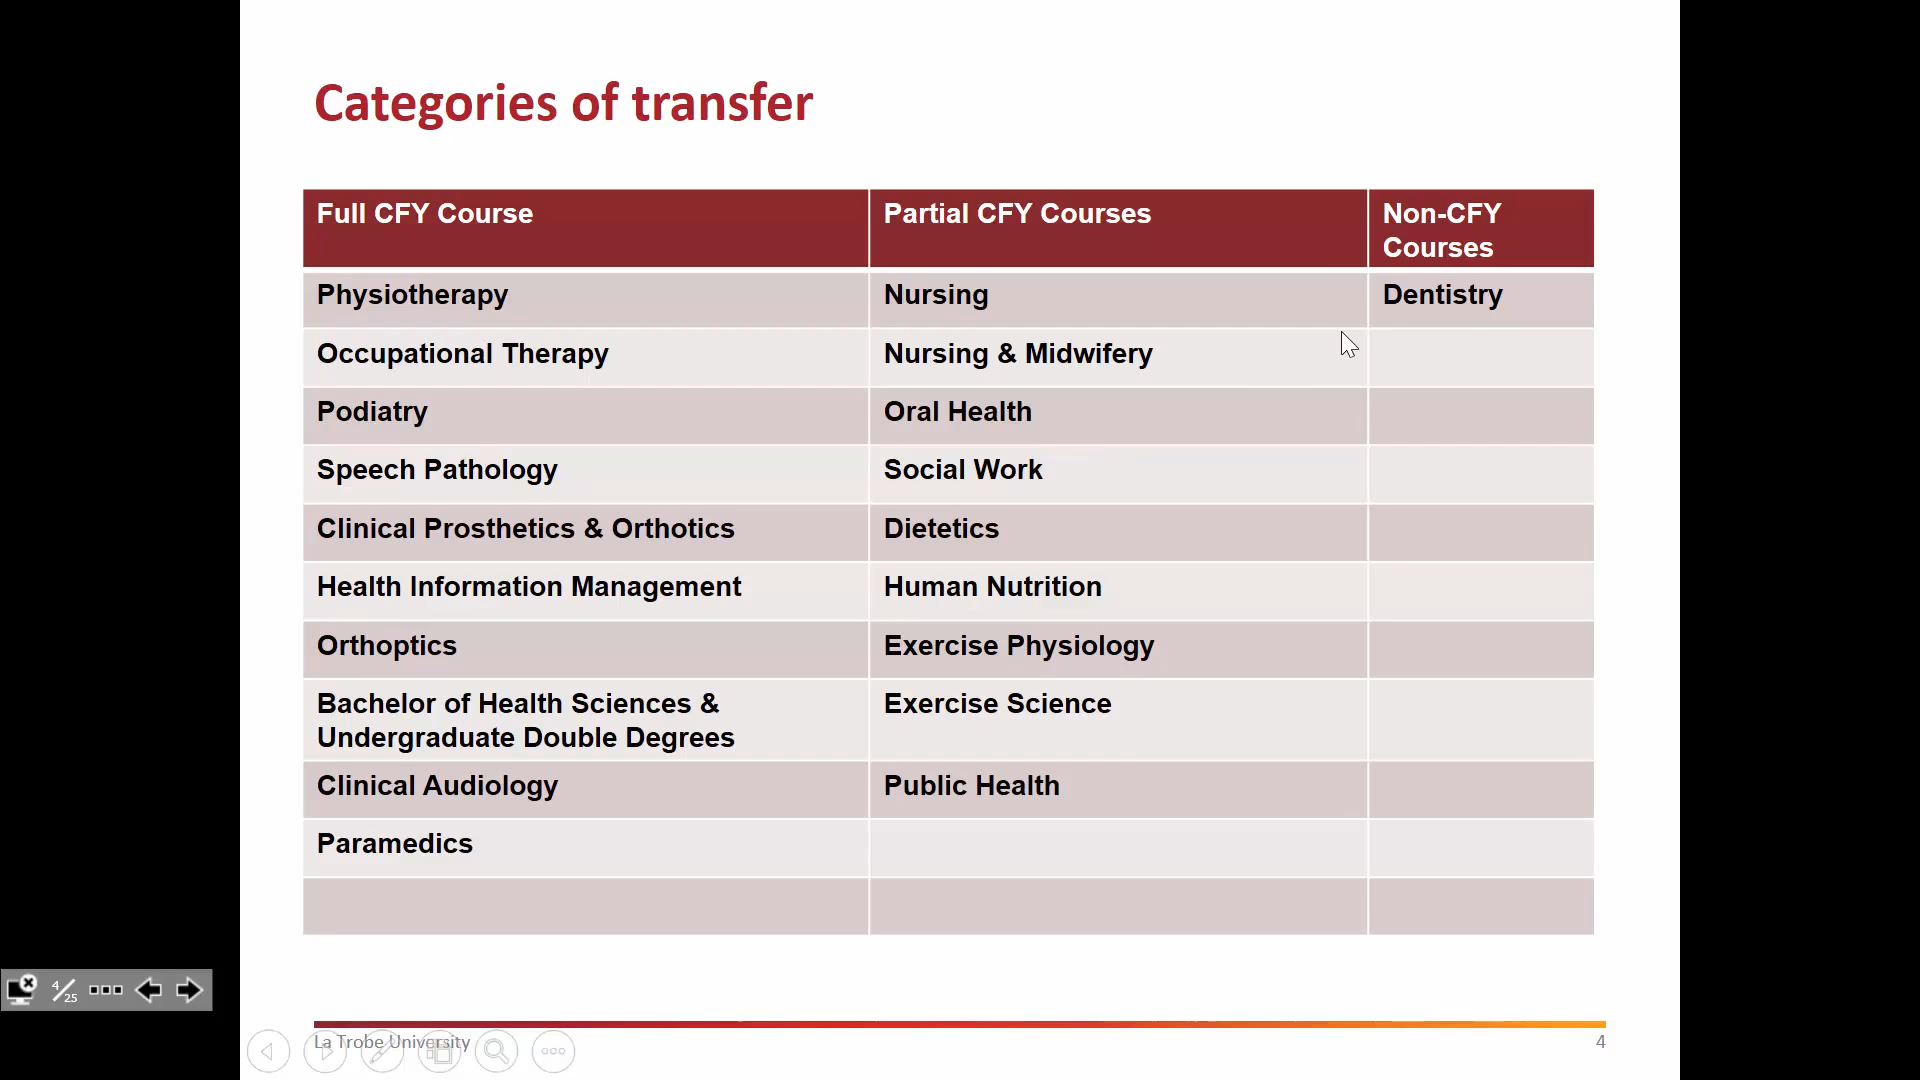 Categories of transfer
Full CFY Course
Partial CFY Courses
Non-CFY
Courses
Physiotherapy
Nursing
Dentistry
Occupational Therapy
Nursing & Midwifery
Podiatry
Oral Health
Speech Pathology
Social Work
Clinical Prosthetics & Orthotics
Dietetics
Health Information Management
Human Nutrition
Orthoptics
Exercise Physiology
Bachelor of Health Sciences &
Undergraduate Double Degrees
Exercise Science
Clinical Audiology
Public Health
Paramedics
4/25
La Trobe University
4